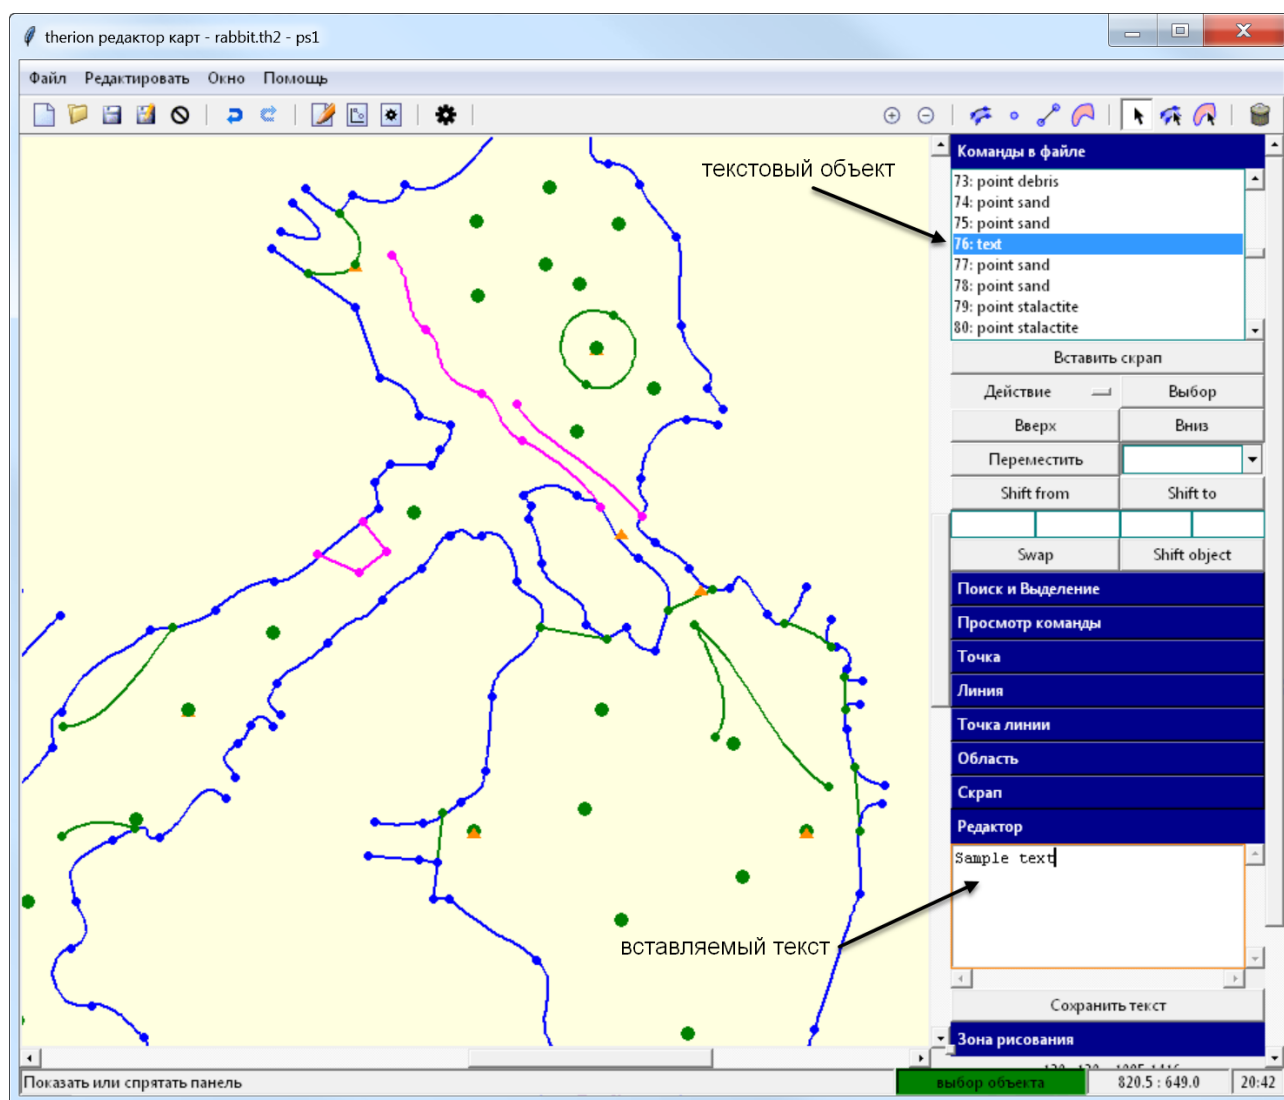 therion редактор карт - rabbit.th2 - ps1
Файл Редактировать Окно Помощь
текстовый объект
Команды в файле
73: point debris
74: point sand
75: point sand
76: text
77: point sand
78: point sand
79: point stalactite
80: point stalactite
Вставить скрап
Действие Выбор
Вверх Вниз
Переместить
Shift from Shift to
Swap Shift object
Поиск и Выделение
Просмотр команды
Точка
Линия
Точка линии
Область
Скрап
Редактор
Sample text
вставляемый текст
Сохранить текст
Зона рисования
Показать или спрятать панель выбор объекта 820.5 : 649.0 20:42